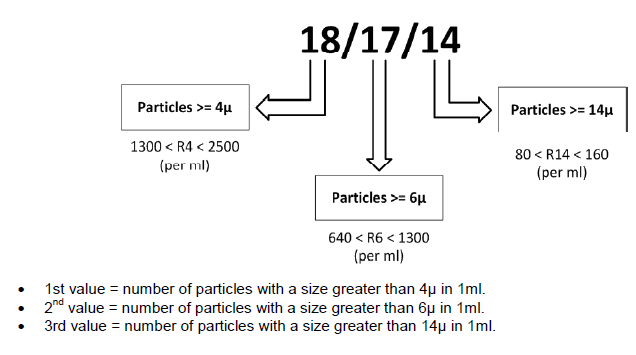 18/17/14
Particles >= 4µ
1300 < R4 < 2500
(per ml)
Particles >= 6µ
640 < R6 < 1300
(per ml)
Particles >= 14µ
80 < R14 < 160
(per ml)
• 1st value = number of particles with a size greater than 4µ in 1ml.
• 2nd value = number of particles with a size greater than 6µ in 1ml.
• 3rd value = number of particles with a size greater than 14µ in 1ml.